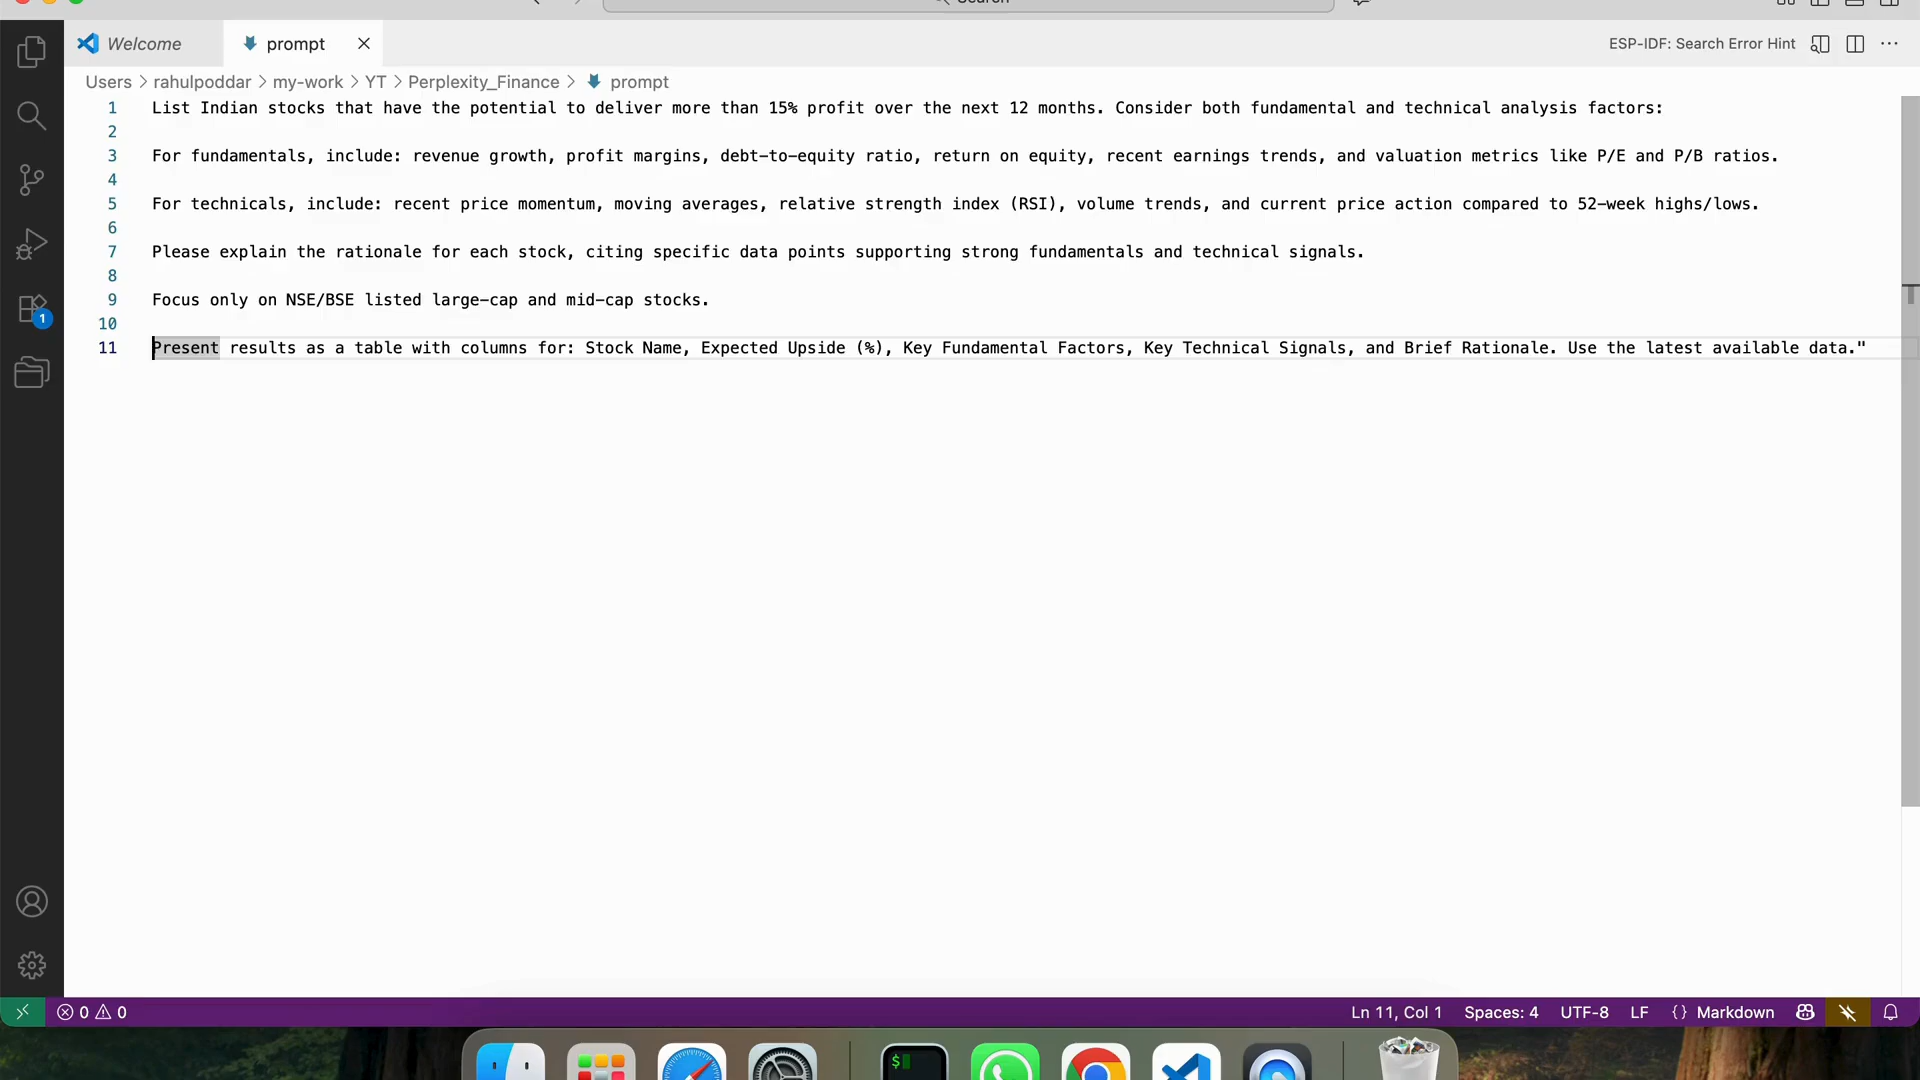 Search
Welcome
prompt
ESP-IDF: Search Error Hint
Users > rahulpoddar > my-work > YT > Perplexity_Finance > prompt
1 List Indian stocks that have the potential to deliver more than 15% profit over the next 12 months. Consider both fundamental and technical analysis factors:
2
3 For fundamentals, include: revenue growth, profit margins, debt-to-equity ratio, return on equity, recent earnings trends, and valuation metrics like P/E and P/B ratios.
4
5 For technicals, include: recent price momentum, moving averages, relative strength index (RSI), volume trends, and current price action compared to 52-week highs/lows.
6
7 Please explain the rationale for each stock, citing specific data points supporting strong fundamentals and technical signals.
8
9 Focus only on NSE/BSE listed large-cap and mid-cap stocks.
10
11 Present results as a table with columns for: Stock Name, Expected Upside (%), Key Fundamental Factors, Key Technical Signals, and Brief Rationale. Use the latest available data."
1
0 0
Ln 11, Col 1 Spaces: 4 UTF-8 LF {} Markdown
$